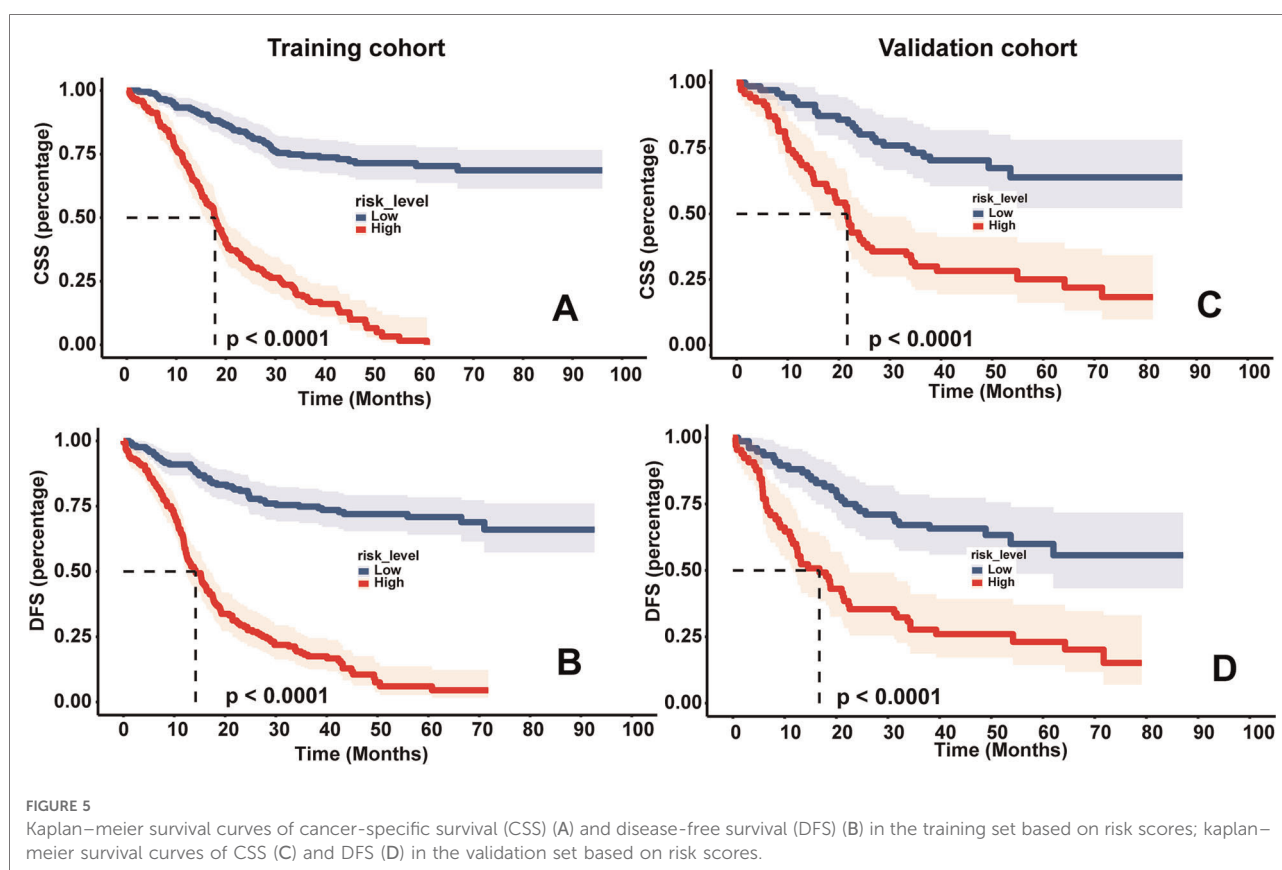 Training cohort
Validation cohort
1.00
0.75
0.50
0.25
0.00
CSS (percentage)
risk_level
Low
High
A
p < 0.0001
0 10 20 30 40 50 60 70 80 90 100
Time (Months)
1.00
0.75
0.50
0.25
0.00
CSS (percentage)
risk_level
Low
High
C
p < 0.0001
0 10 20 30 40 50 60 70 80 90 100
Time (Months)
1.00
0.75
0.50
0.25
0.00
DFS (percentage)
risk_level
Low
High
B
p < 0.0001
0 10 20 30 40 50 60 70 80 90 100
Time (Months)
1.00
0.75
0.50
0.25
0.00
DFS (percentage)
risk_level
Low
High
D
p < 0.0001
0 10 20 30 40 50 60 70 80 90 100
Time (Months)
FIGURE 5
Kaplan–meier survival curves of cancer-specific survival (CSS) (A) and disease-free survival (DFS) (B) in the training set based on risk scores; kaplan–
meier survival curves of CSS (C) and DFS (D) in the validation set based on risk scores.